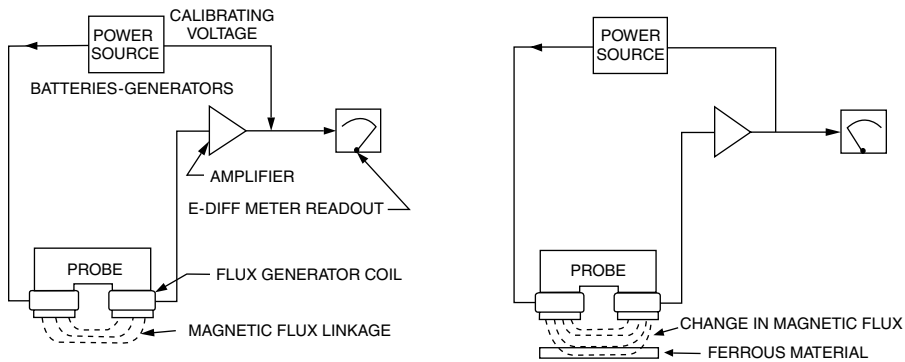 CALIBRATING
VOLTAGE
POWER
SOURCE
BATTERIES-GENERATORS
AMPLIFIER
E-DIFF METER READOUT
PROBE
FLUX GENERATOR COIL
MAGNETIC FLUX LINKAGE
POWER
SOURCE
PROBE
CHANGE IN MAGNETIC FLUX
FERROUS MATERIAL